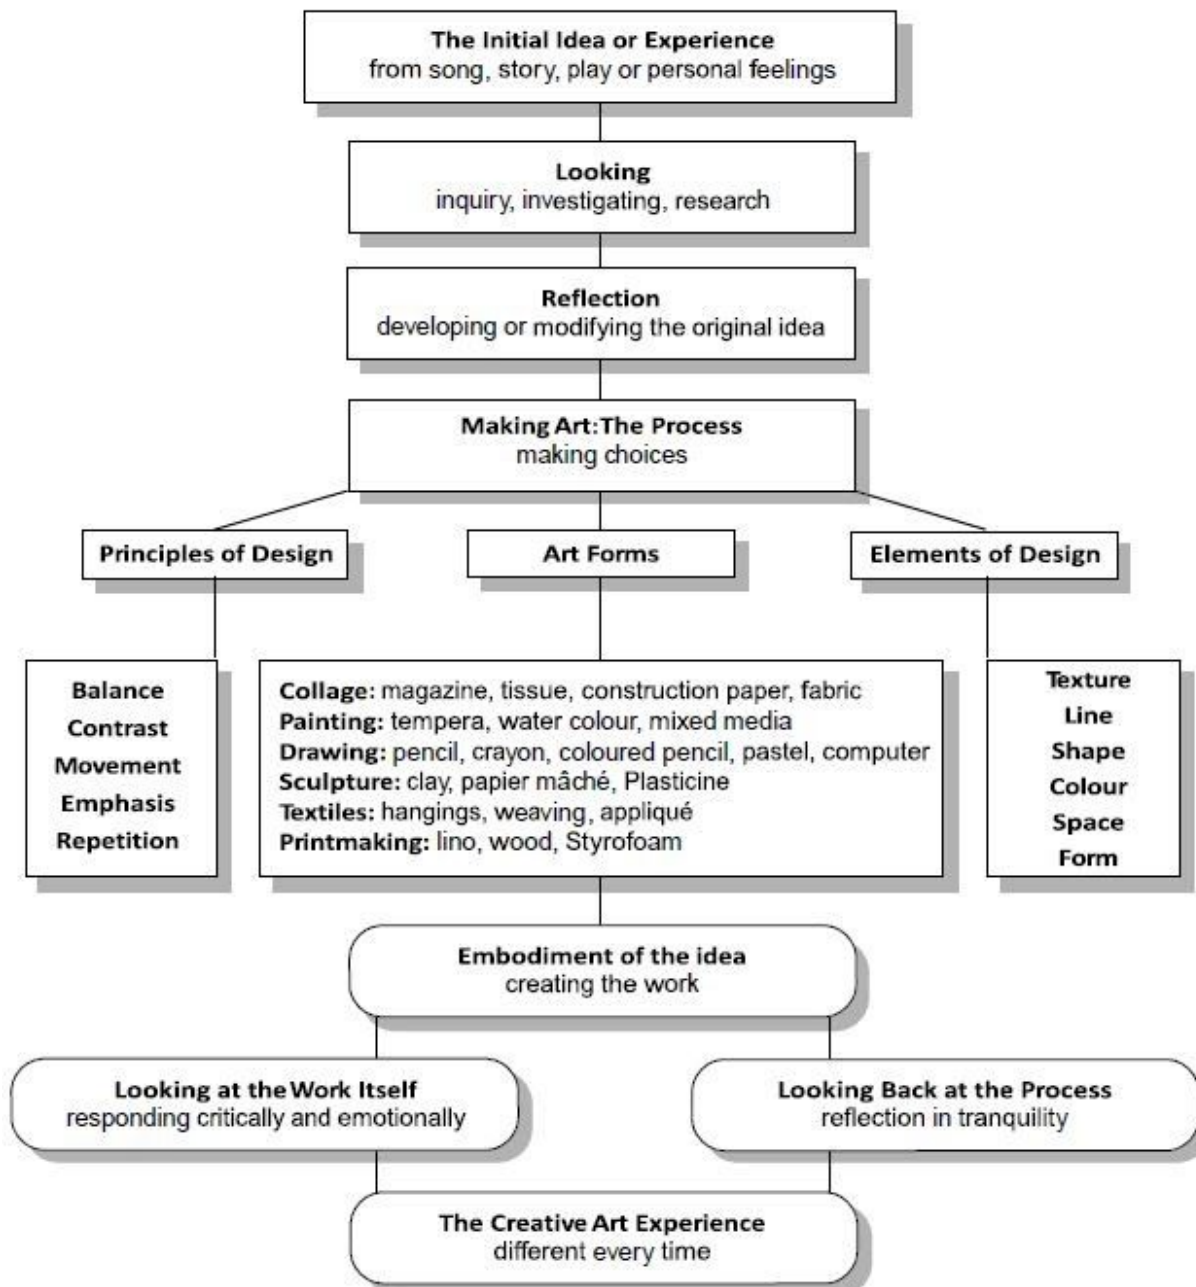 The Initial Idea or Experience
from song, story, play or personal feelings
Looking
inquiry, investigating, research
Reflection
developing or modifying the original idea
Making Art:The Process
making choices
Principles of Design
Art Forms
Elements of Design
Balance
Contrast
Movement
Emphasis
Repetition
Collage: magazine, tissue, construction paper, fabric
Painting: tempera, water colour, mixed media
Drawing: pencil, crayon, coloured pencil, pastel, computer
Sculpture: clay, papier mâché, Plasticine
Textiles: hangings, weaving, appliqué
Printmaking: lino, wood, Styrofoam
Texture
Line
Shape
Colour
Space
Form
Embodiment of the idea
creating the work
Looking at the Work Itself
responding critically and emotionally
Looking Back at the Process
reflection in tranquility
The Creative Art Experience
different every time